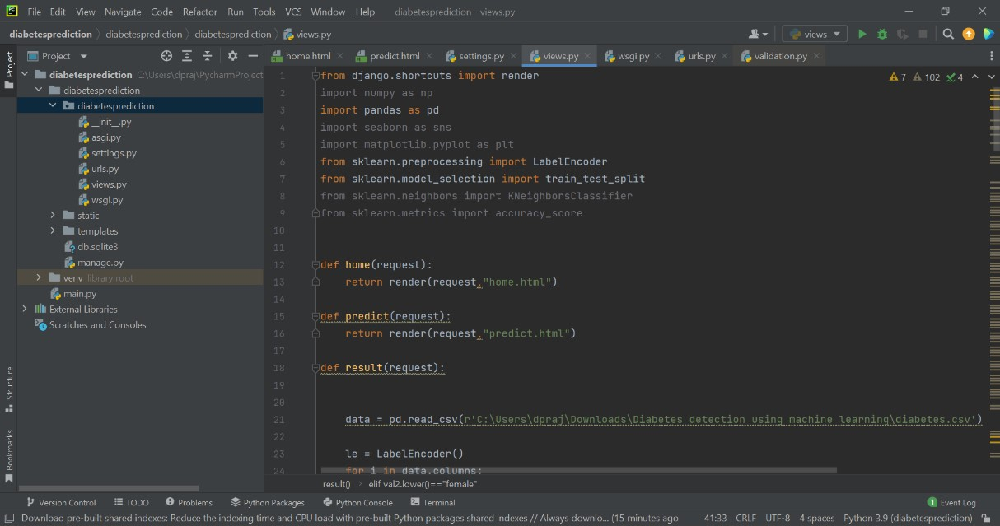 PC File Edit View Navigate Code Refactor Run Tools VCS Window Help diabetesprediction - views.py
diabetesprediction diabetesprediction diabetesprediction views.py views
Project
Project
diabetesprediction C:\Users\dpraj\PycharmProject
diabetesprediction
diabetesprediction
__init__.py
asgi.py
settings.py
urls.py
views.py
wsgi.py
static
templates
db.sqlite3
manage.py
venv library root
main.py
External Libraries
Scratches and Consoles
Structure
Bookmarks
home.html predict.html settings.py views.py wsgi.py urls.py validation.py
7 102 4
1 from django.shortcuts import render
2 import numpy as np
3 import pandas as pd
4 import seaborn as sns
5 import matplotlib.pyplot as plt
6 from sklearn.preprocessing import LabelEncoder
7 from sklearn.model_selection import train_test_split
8 from sklearn.neighbors import KNeighborsClassifier
9 from sklearn.metrics import accuracy_score
10
11
12 def home(request):
13 return render(request,"home.html")
14
15 def predict(request):
16 return render(request,"predict.html")
17
18 def result(request):
19
20
21 data = pd.read_csv(r'C:\Users\dpraj\Downloads\Diabetes detection using machine learning\diabetes.csv')
22
23 le = LabelEncoder()
24 for i in data.columns:
result() elif val2.lower()=="female"
Version Control TODO Problems Python Packages Python Console Terminal 1 Event Log
Download pre-built shared indexes: Reduce the indexing time and CPU load with pre-built Python packages shared indexes // Always downlo... (15 minutes ago 41:33 CRLF UTF-8 4 spaces Python 3.9 (diabetesprediction)